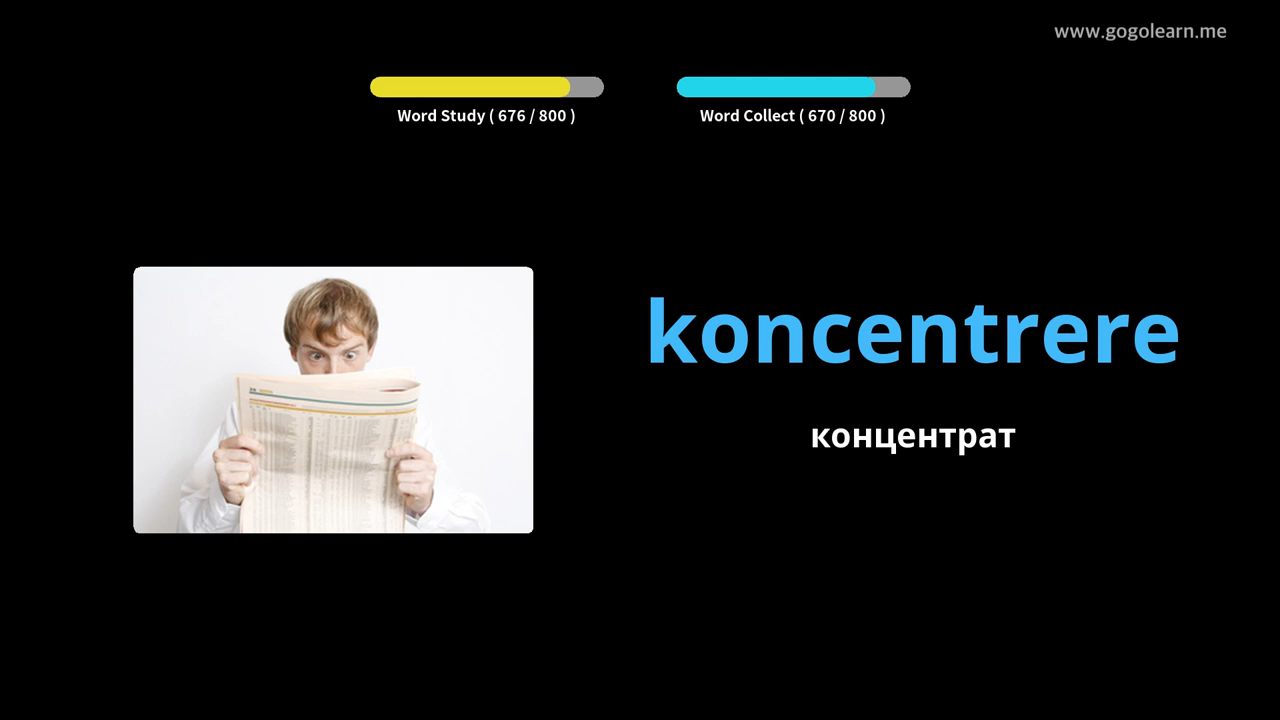 www.gogolearn.me
Word Study ( 676 / 800 )
Word Collect ( 670 / 800 )
koncentrere
концентрат